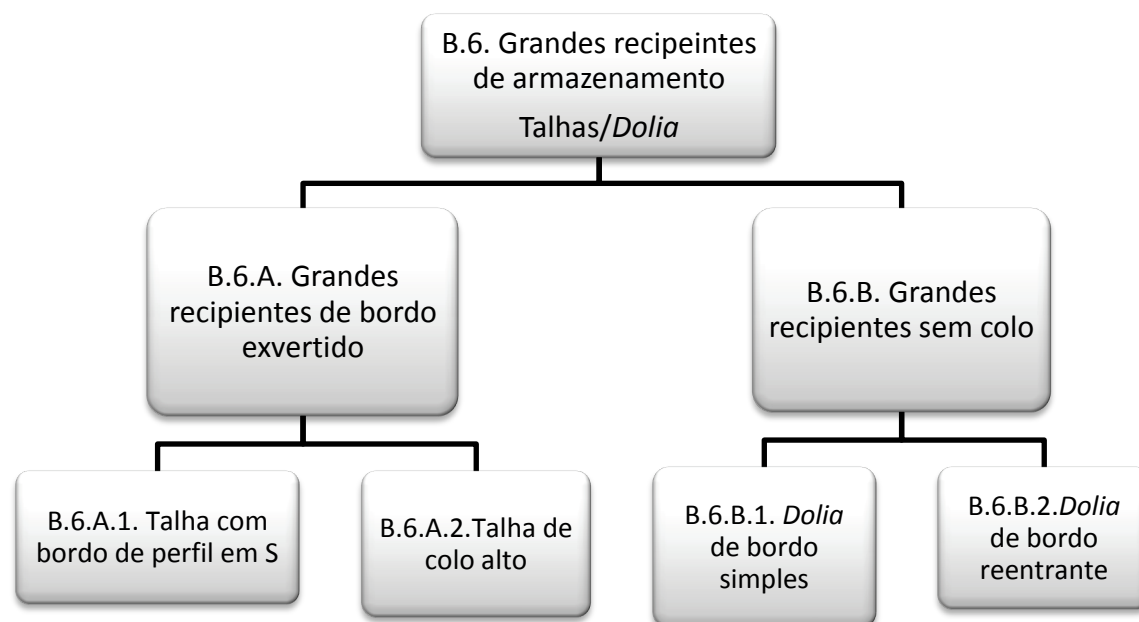 B.6. Grandes recipeintes
de armazenamento
Talhas/Dolia
B.6.A. Grandes
recipientes de bordo
exvertido
B.6.B. Grandes
recipientes sem colo
B.6.A.1. Talha com
bordo de perfil em S
B.6.A.2.Talha de
colo alto
B.6.B.1. Dolia
de bordo
simples
B.6.B.2.Dolia
de bordo
reentrante